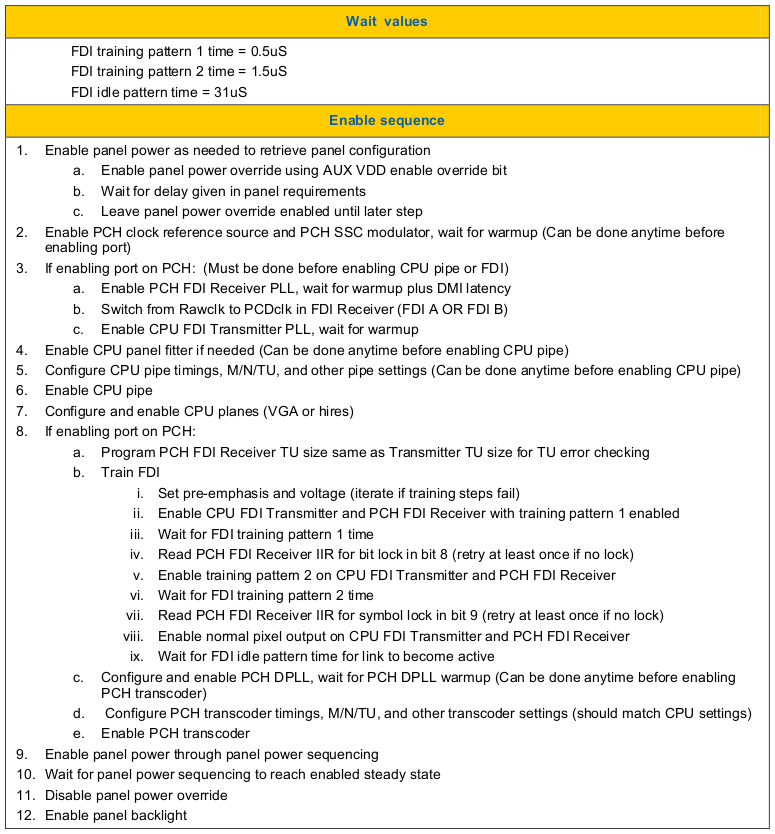 Wait values
FDI training pattern 1 time = 0.5uS
FDI training pattern 2 time = 1.5uS
FDI idle pattern time = 31uS
Enable sequence
1. Enable panel power as needed to retrieve panel configuration
a. Enable panel power override using AUX VDD enable override bit
b. Wait for delay given in panel requirements
c. Leave panel power override enabled until later step
2. Enable PCH clock reference source and PCH SSC modulator, wait for warmup (Can be done anytime before
enabling port)
3. If enabling port on PCH: (Must be done before enabling CPU pipe or FDI)
a. Enable PCH FDI Receiver PLL, wait for warmup plus DMI latency
b. Switch from Rawclk to PCDclk in FDI Receiver (FDI A OR FDI B)
c. Enable CPU FDI Transmitter PLL, wait for warmup
4. Enable CPU panel fitter if needed (Can be done anytime before enabling CPU pipe)
5. Configure CPU pipe timings, M/N/TU, and other pipe settings (Can be done anytime before enabling CPU pipe)
6. Enable CPU pipe
7. Configure and enable CPU planes (VGA or hires)
8. If enabling port on PCH:
a. Program PCH FDI Receiver TU size same as Transmitter TU size for TU error checking
b. Train FDI
i. Set pre-emphasis and voltage (iterate if training steps fail)
ii. Enable CPU FDI Transmitter and PCH FDI Receiver with training pattern 1 enabled
iii. Wait for FDI training pattern 1 time
iv. Read PCH FDI Receiver IIR for bit lock in bit 8 (retry at least once if no lock)
v. Enable training pattern 2 on CPU FDI Transmitter and PCH FDI Receiver
vi. Wait for FDI training pattern 2 time
vii. Read PCH FDI Receiver IIR for symbol lock in bit 9 (retry at least once if no lock)
viii. Enable normal pixel output on CPU FDI Transmitter and PCH FDI Receiver
ix. Wait for FDI idle pattern time for link to become active
c. Configure and enable PCH DPLL, wait for PCH DPLL warmup (Can be done anytime before enabling
PCH transcoder)
d. Configure PCH transcoder timings, M/N/TU, and other transcoder settings (should match CPU settings)
e. Enable PCH transcoder
9. Enable panel power through panel power sequencing
10. Wait for panel power sequencing to reach enabled steady state
11. Disable panel power override
12. Enable panel backlight